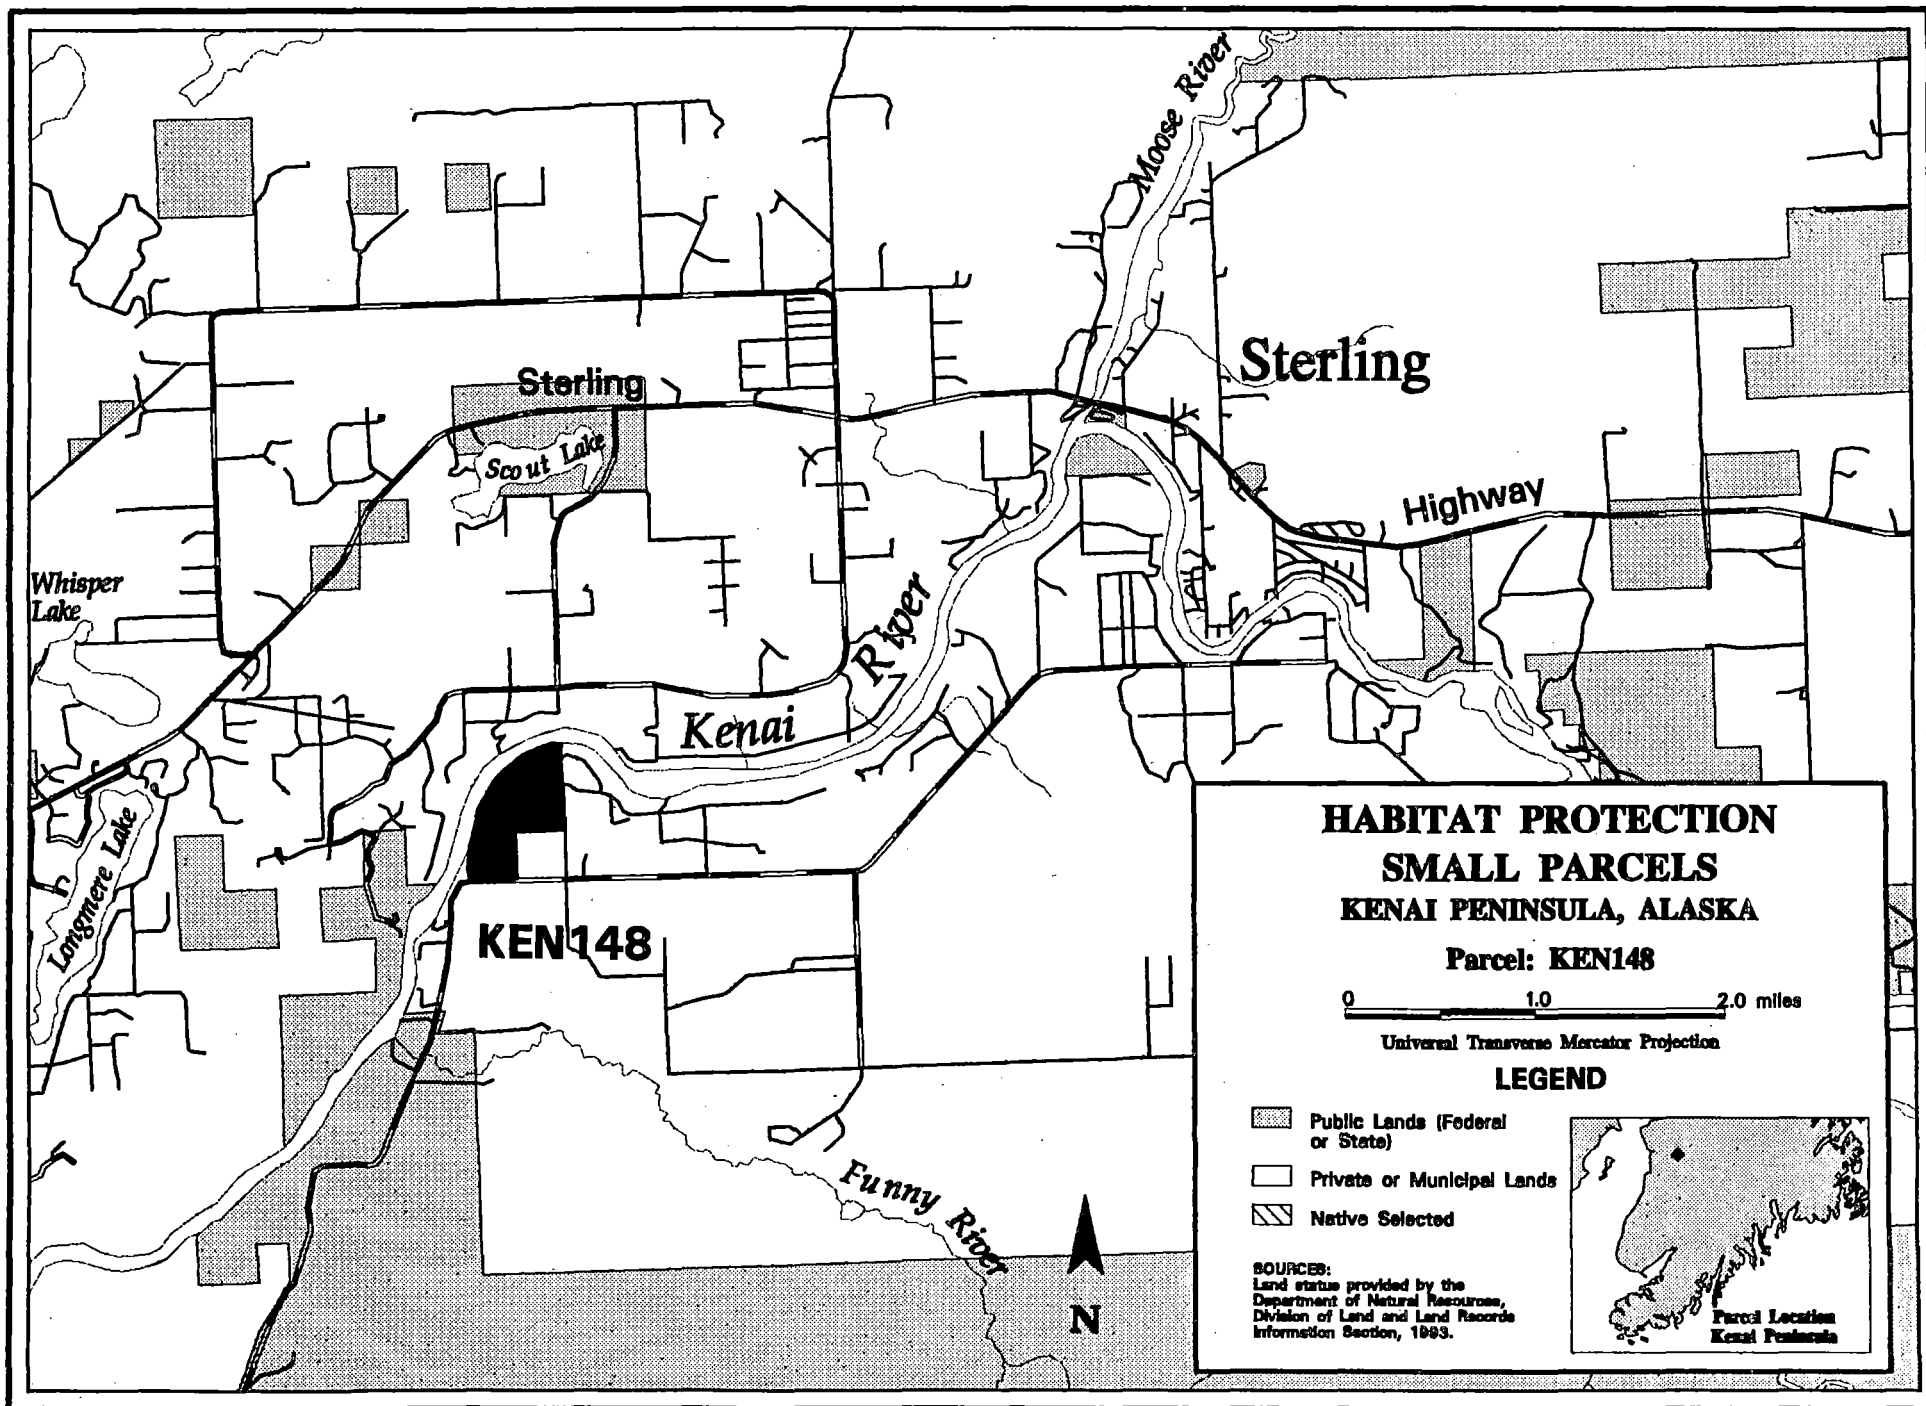 Moose River
Sterling
Sterling
Scout Lake
Highway
Whisper
Lake
River
Kenai
Longmere Lake
KEN148
Funny River
N
HABITAT PROTECTION
SMALL PARCELS
KENAI PENINSULA, ALASKA
Parcel: KEN148
0 1.0 2.0 miles
Universal Transverse Mercator Projection
LEGEND
Public Lands (Federal
or State)
Private or Municipal Lands
Native Selected
SOURCES:
Land status provided by the
Department of Natural Resources,
Division of Land and Land Records
Information Section, 1993.
Parcel Location
Kenai Peninsula